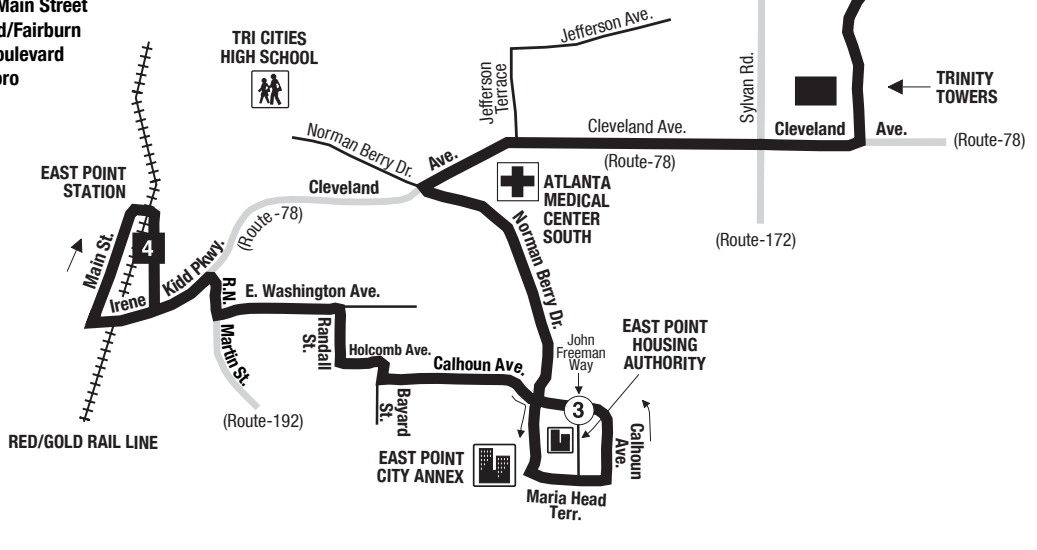 Main Street
d/Fairburn
oulevard
oro
TRI CITIES
HIGH SCHOOL
Jefferson Ave.
Jefferson
Terrace
Sylvan Rd.
TRINITY
TOWERS
Cleveland Ave.
Cleveland
Ave.
(Route-78)
(Route-78)
Norman Berry Dr.
Ave.
Cleveland
(Route-78)
EAST POINT
STATION
ATLANTA
MEDICAL
CENTER
SOUTH
(Route-172)
Main St.
4
Irene
Kidd Pkwy.
R.N.
Martin St.
E. Washington Ave.
Norman Berry Dr.
Randall
St.
Holcomb Ave.
Calhoun Ave.
EAST POINT
HOUSING
AUTHORITY
John
Freeman
Way
3
Bayard
St.
(Route-192)
RED/GOLD RAIL LINE
EAST POINT
CITY ANNEX
Calhoun
Ave.
Maria Head
Terr.